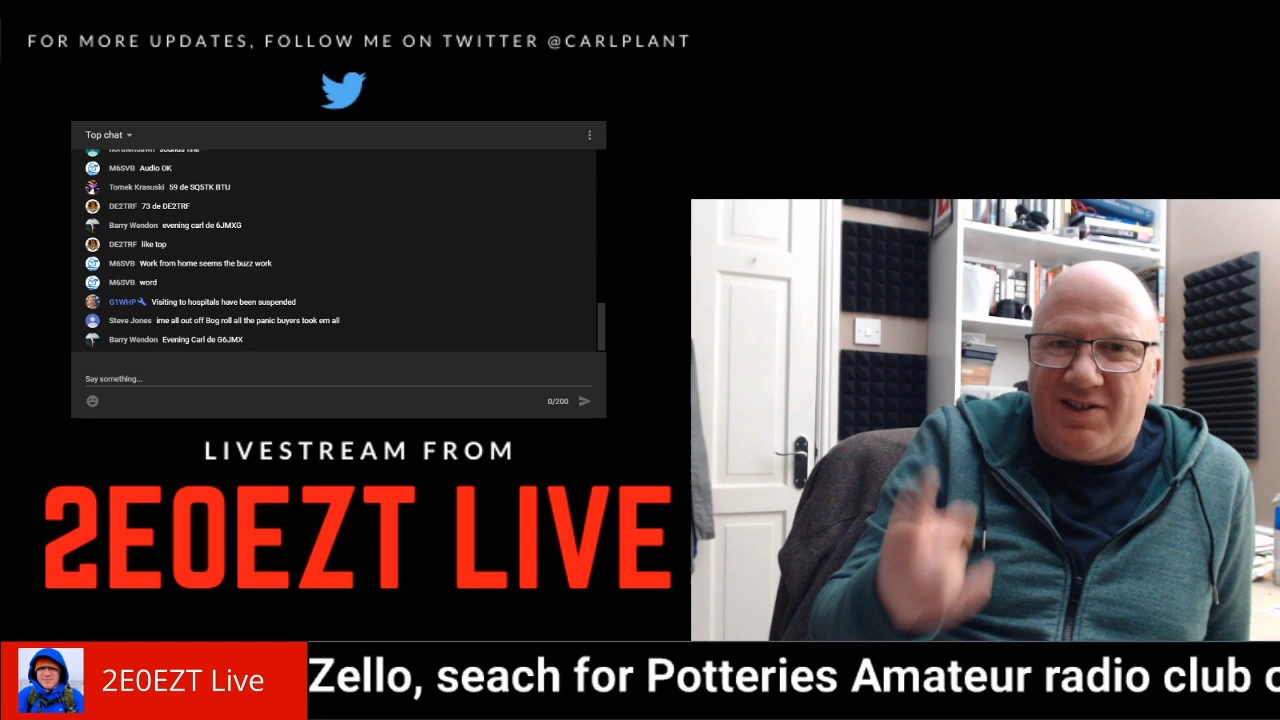 FOR MORE UPDATES, FOLLOW ME ON TWITTER @CARLPLANT
Top chat
sounds fine
M6SVB Audio OK
Tomek Krasuski 59 de SQ5TK BTU
DE2TRF 73 de DE2TRF
Barry Wendon evening carl de 6JMXG
DE2TRF like top
M6SVB Work from home seems the buzz work
M6SVB word
G1WHP Visiting to hospitals have been suspended
Steve Jones ime all out off Bog roll all the panic buyers took em all
Barry Wendon Evening Carl de G6JMX
Say something...
0/200
LIVESTREAM FROM
2E0EZT LIVE
2E0EZT Live
Zello, seach for Potteries Amateur radio club